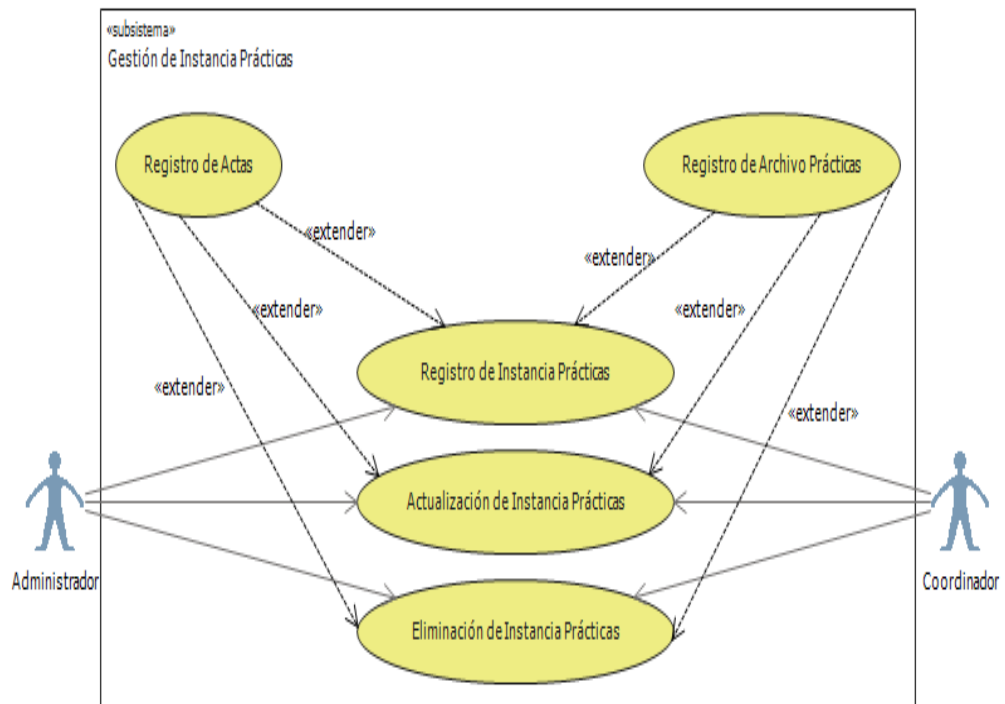 «subsistema»
Gestión de Instancia Prácticas
Registro de Actas
Registro de Archivo Prácticas
«extender»
«extender»
«extender»
«extender»
Registro de Instancia Prácticas
«extender»
«extender»
Actualización de Instancia Prácticas
Administrador
Coordinador
Eliminación de Instancia Prácticas